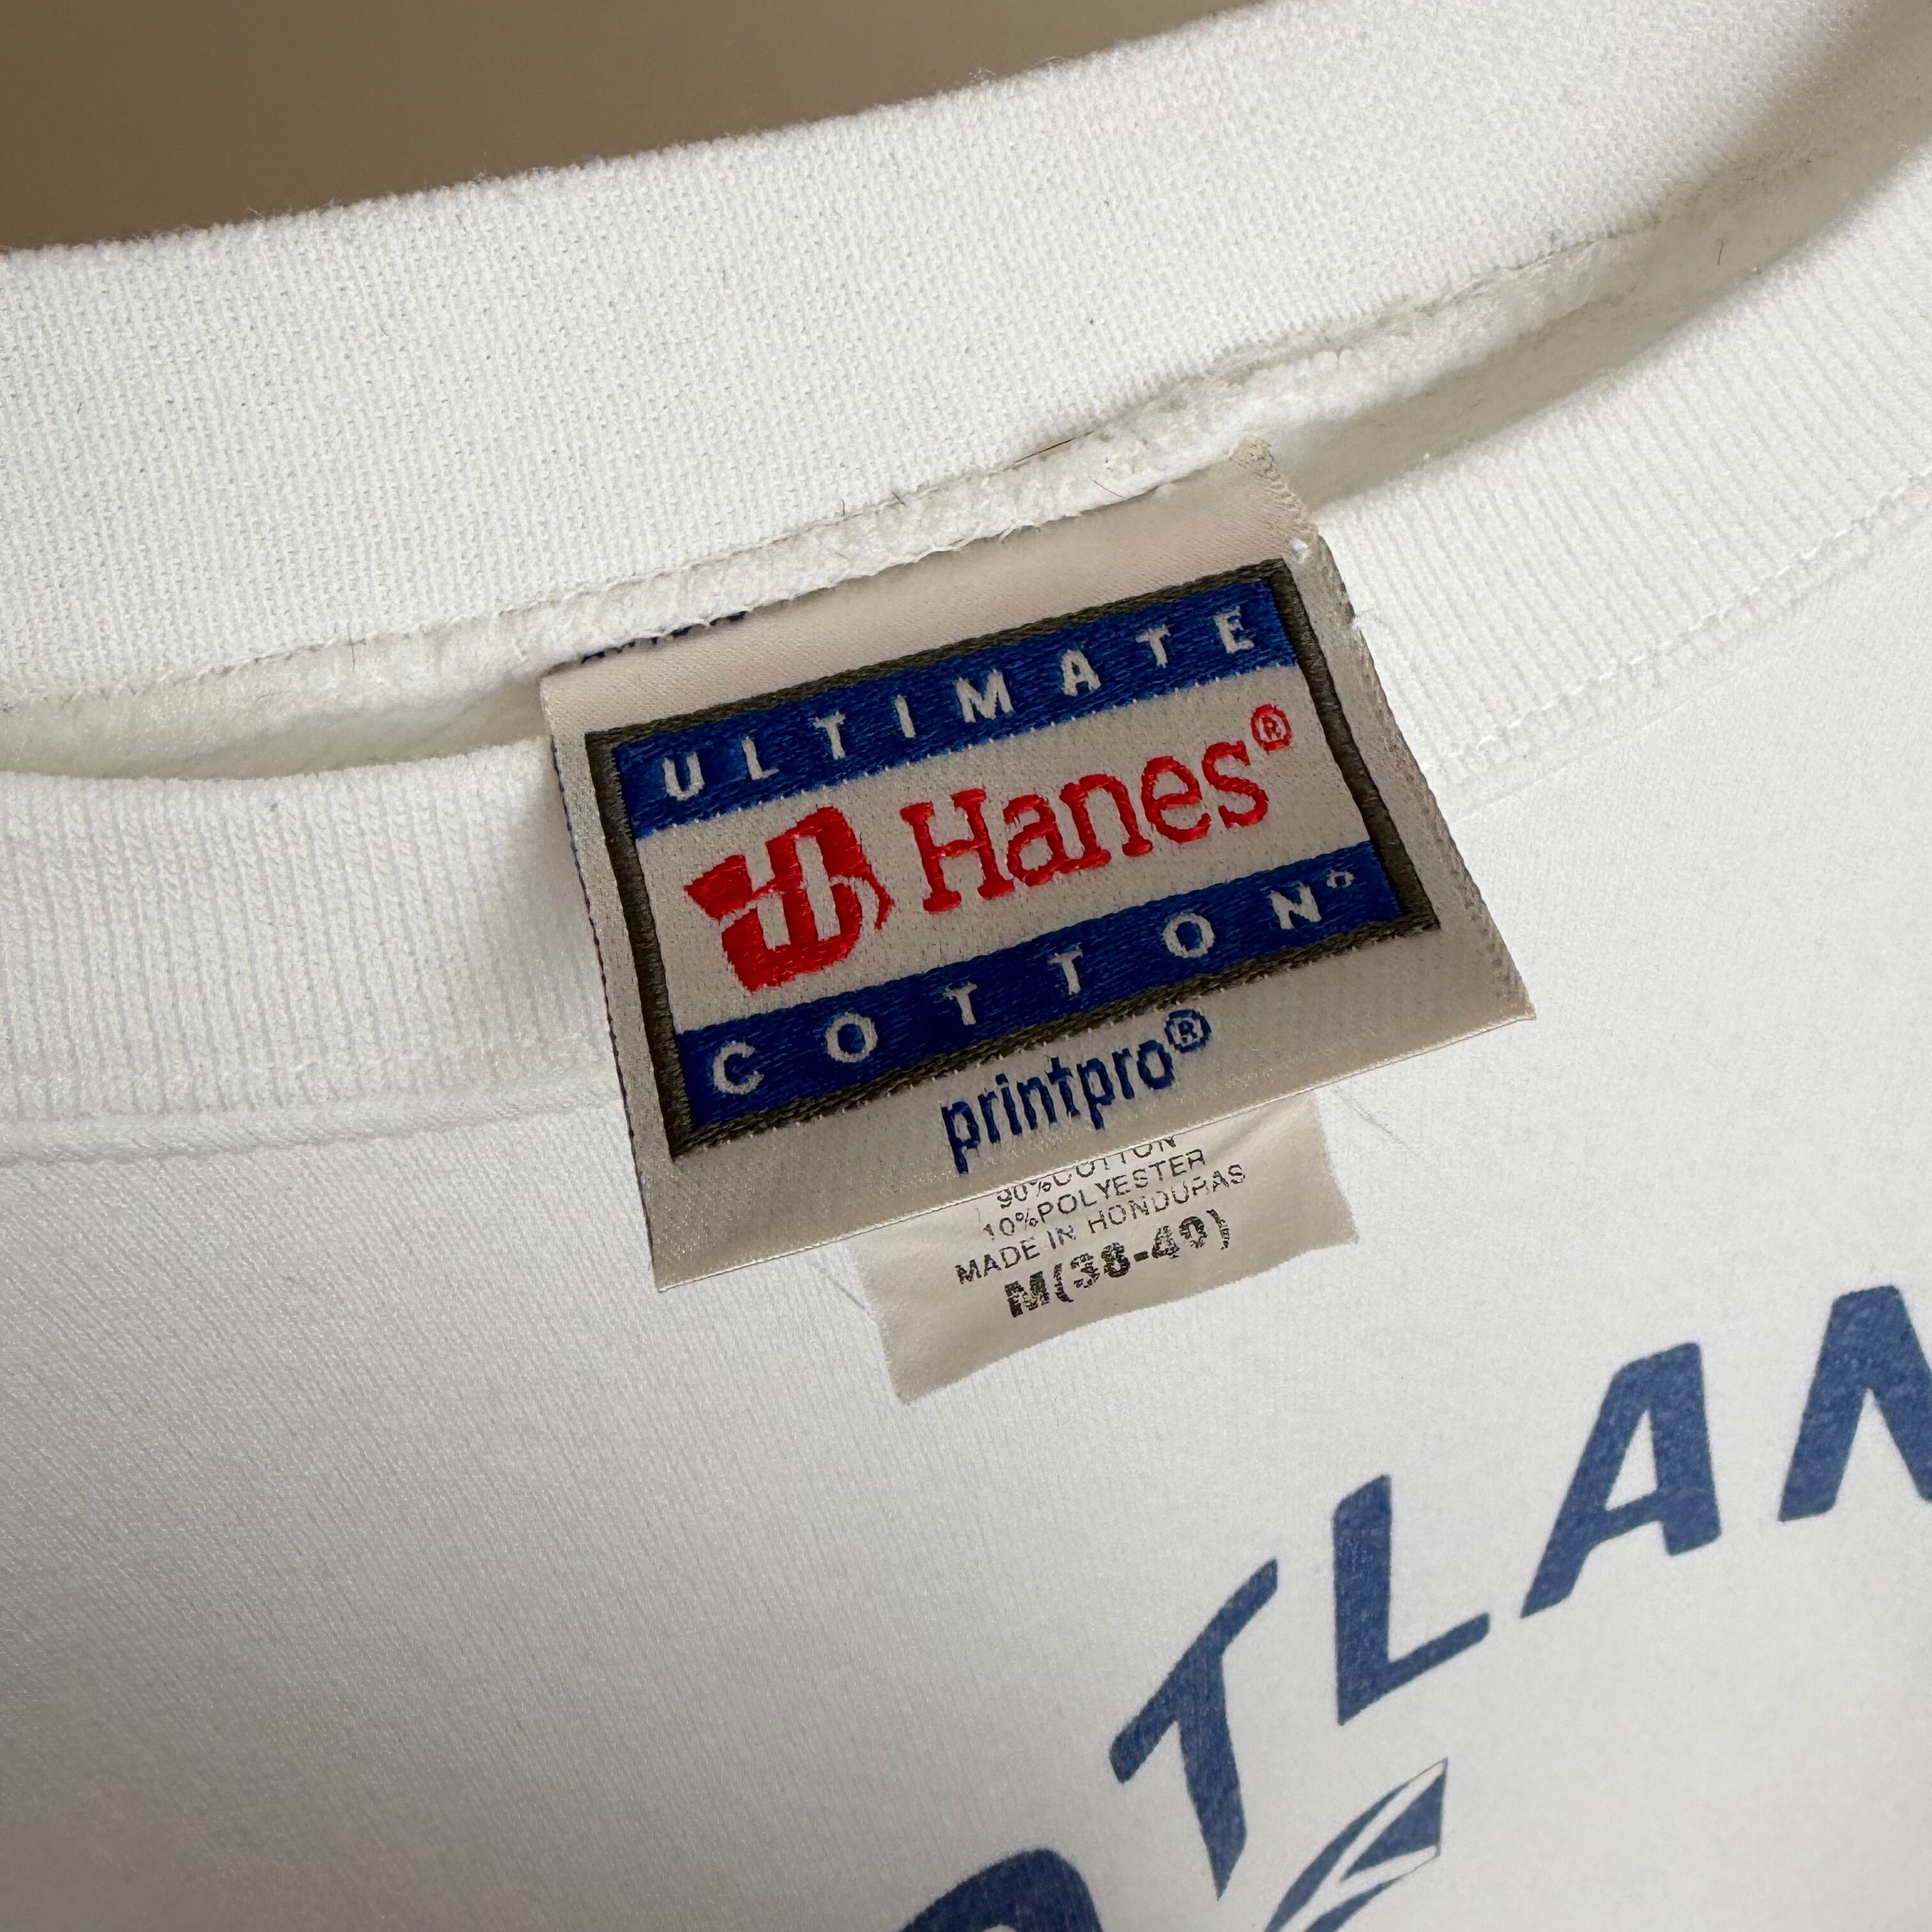 ULTIMATE
Hanes®
COTTON®
printpro®
90%COTTON
10%POLYESTER
MADE IN HONDURAS
M(38-40)
TLAN